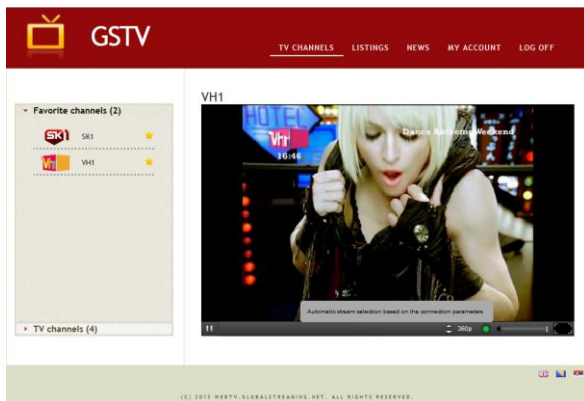 GSTV
TV CHANNELS LISTINGS NEWS MY ACCOUNT LOG OFF
Favorite channels (2)
SK1 SK1
VH1 VH1
TV channels (4)
VH1
HOTEL
VH1
16:46
Dance Anthems Weekend
Automatic stream selection based on the connection parameters
360p
(C) 2012 WEBTV.GLOBALSTREAMING.NET. ALL RIGHTS RESERVED.